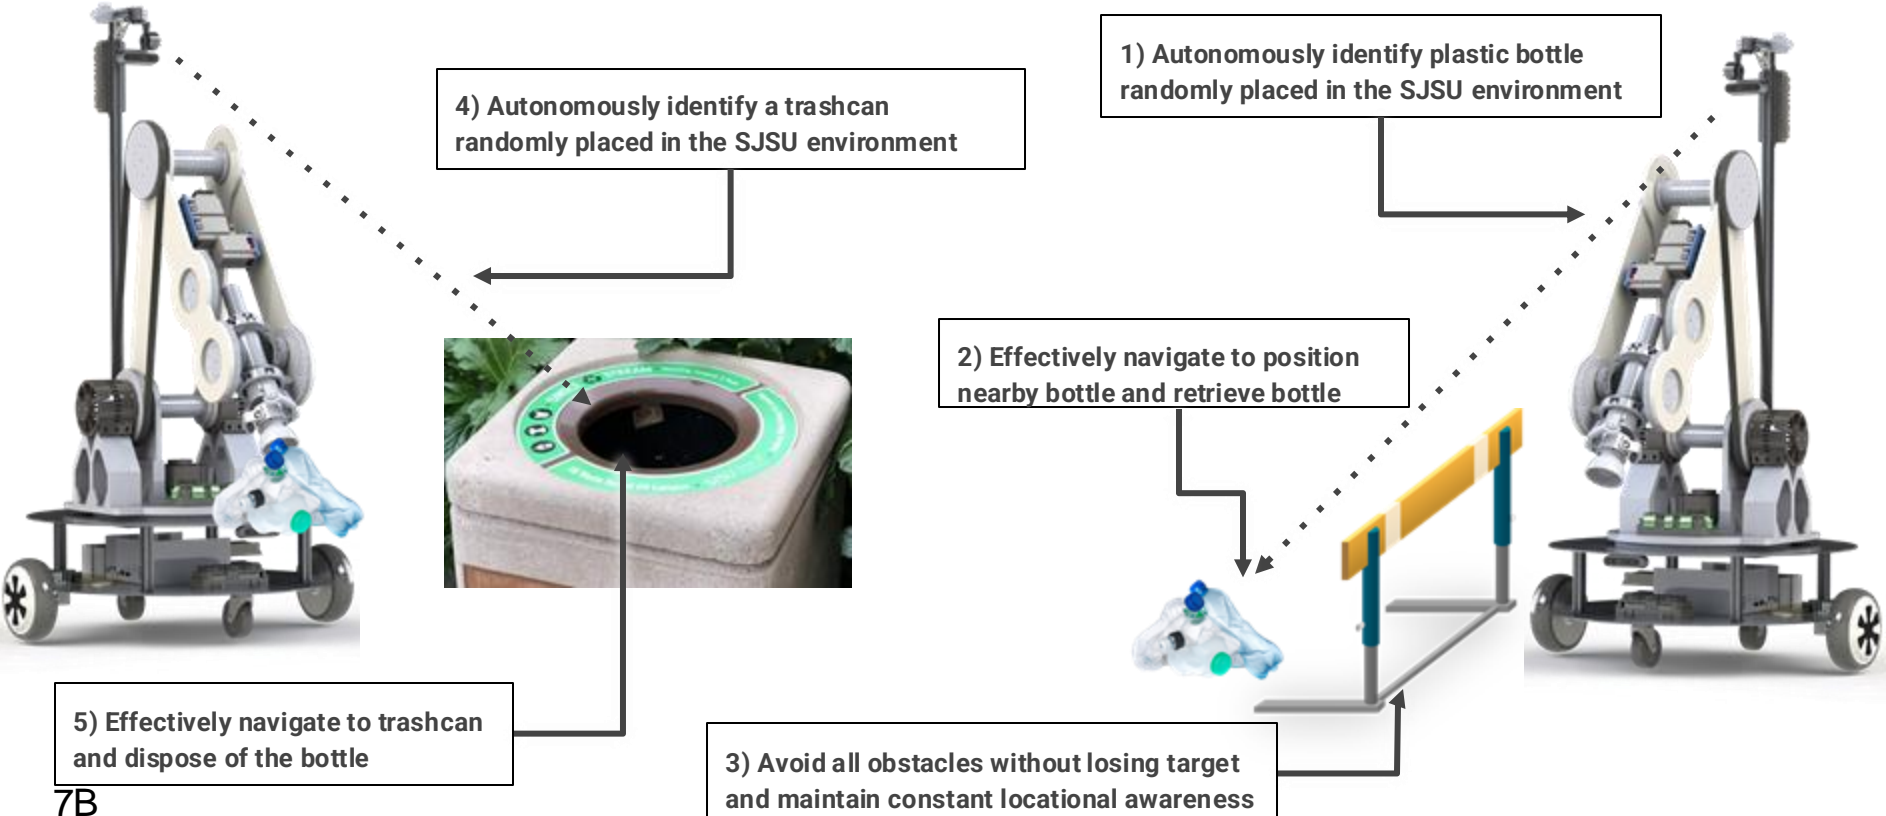 1) Autonomously identify plastic bottle
randomly placed in the SJSU environment
4) Autonomously identify a trashcan
randomly placed in the SJSU environment
2) Effectively navigate to position
nearby bottle and retrieve bottle
5) Effectively navigate to trashcan
and dispose of the bottle
3) Avoid all obstacles without losing target
and maintain constant locational awareness
7B